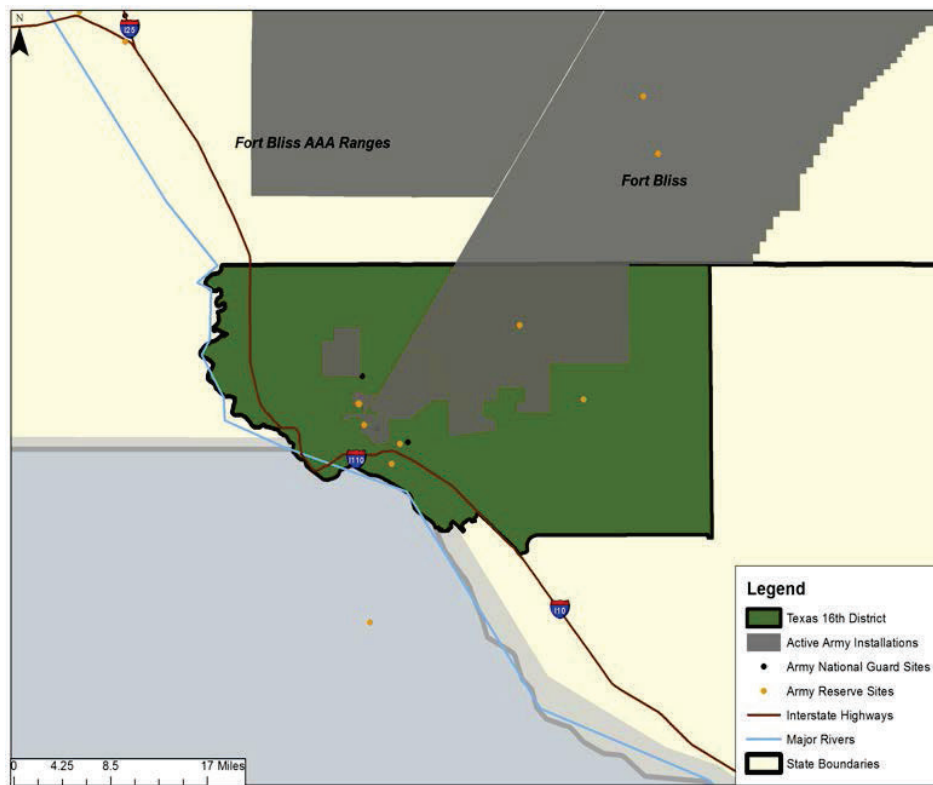 N
I25
Fort Bliss AAA Ranges
Fort Bliss
I110
I10
Legend
Texas 16th District
Active Army Installations
Army National Guard Sites
Army Reserve Sites
Interstate Highways
Major Rivers
State Boundaries
0 4.25 8.5 17 Miles